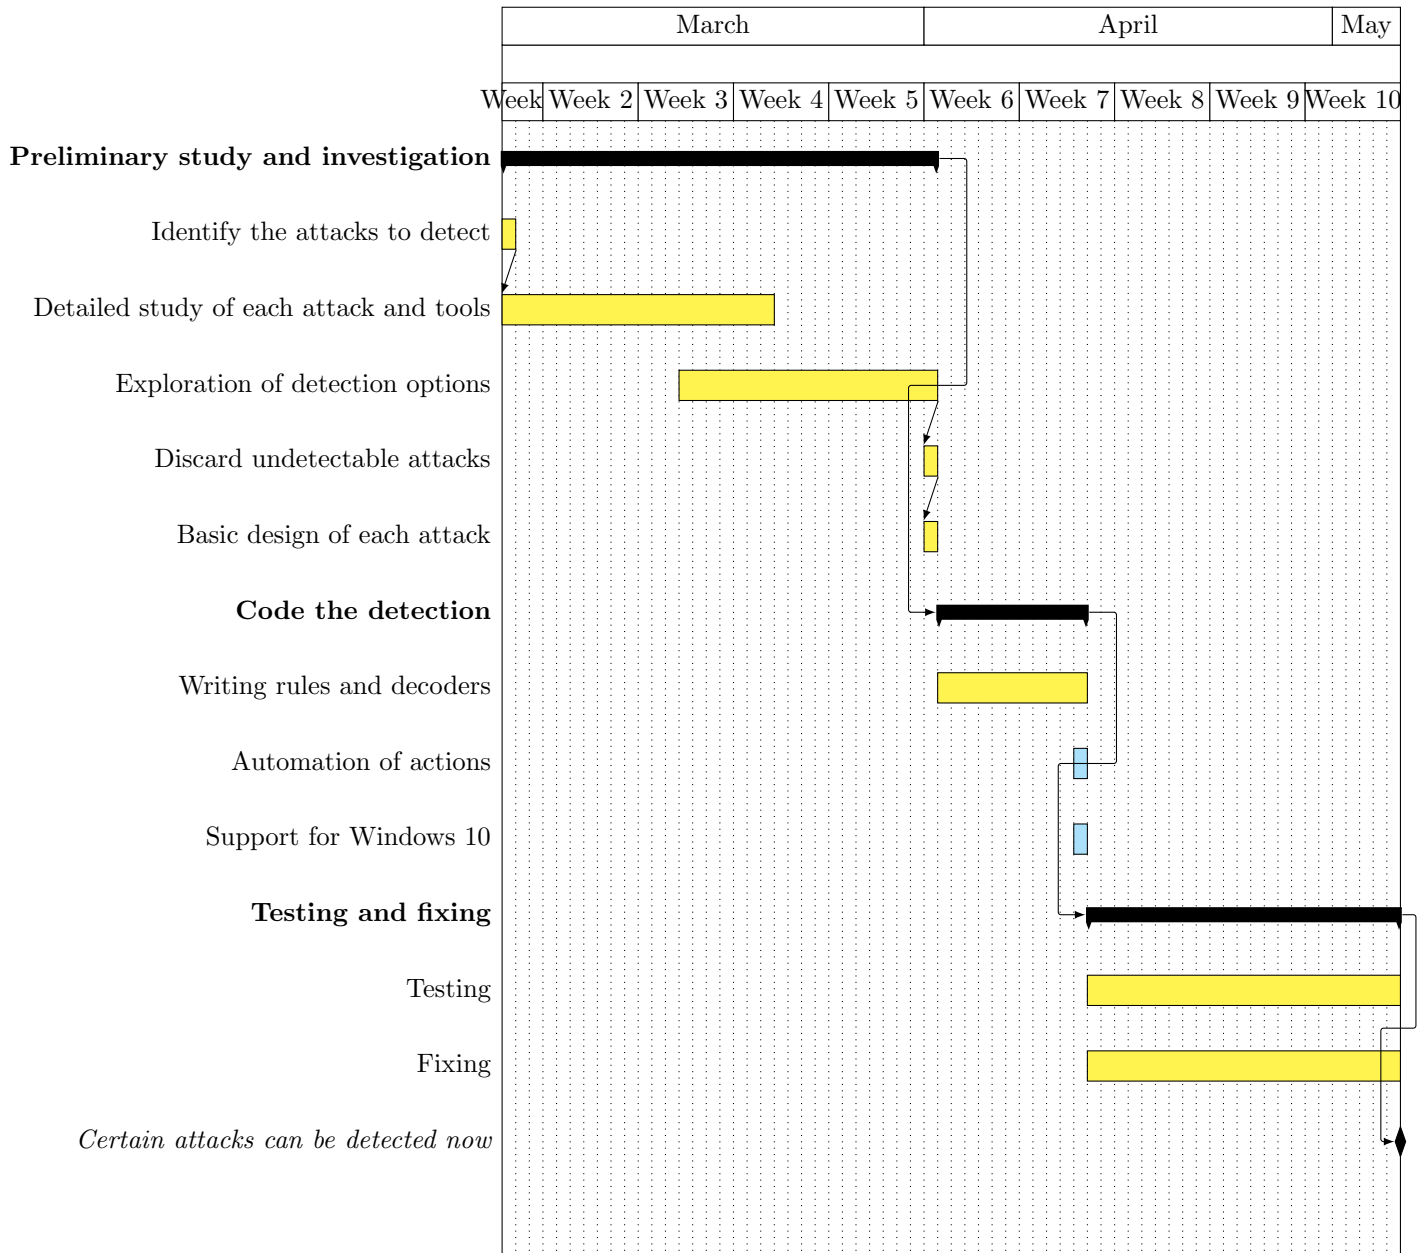 March April May
Week Week 2 Week 3 Week 4 Week 5 Week 6 Week 7 Week 8 Week 9 Week 10
Preliminary study and investigation
Identify the attacks to detect
Detailed study of each attack and tools
Exploration of detection options
Discard undetectable attacks
Basic design of each attack
Code the detection
Writing rules and decoders
Automation of actions
Support for Windows 10
Testing and fixing
Testing
Fixing
Certain attacks can be detected now